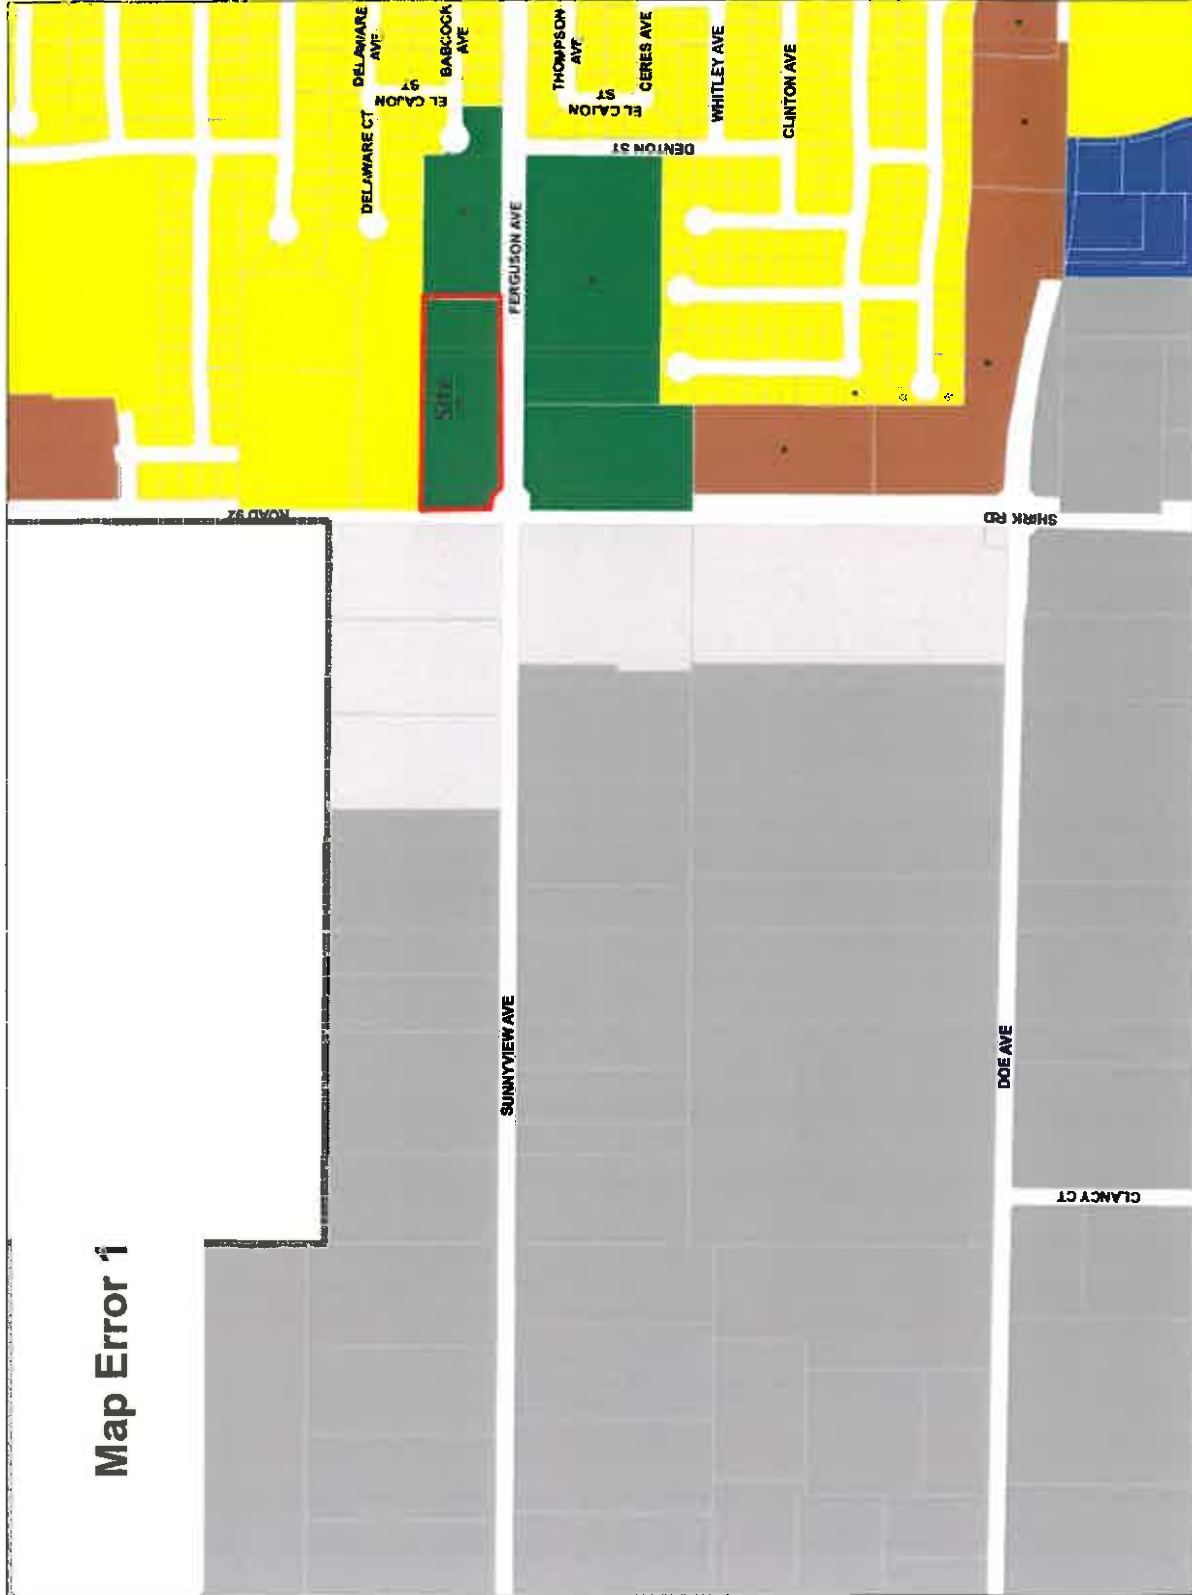 Map Error 1
DELAWARE
AVE
BABCOCK
AVE
EL CAJON
ST
DELAWARE CT
THOMPSON
AVE
CERES AVE
EL CAJON
ST
WHITLEY AVE
CLINTON AVE
DENTON ST
FERGUSON AVE
Site
ROAD 92
SHIRK RD
SUNNYVIEW AVE
DOE AVE
CLANCY CT